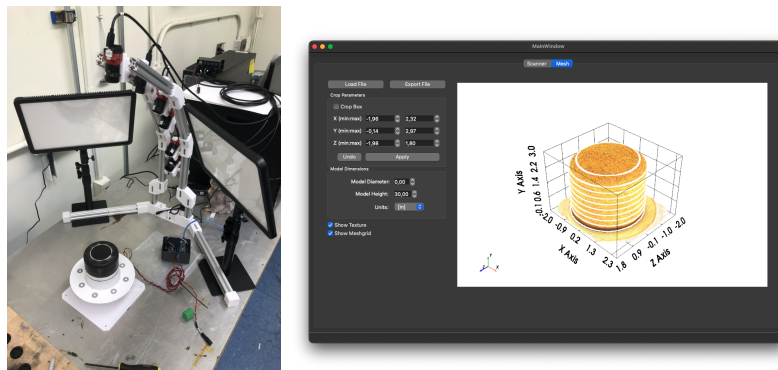 MainWindow
Scanner Mesh
Load File Export File
Crop Parameters
Crop Box
X (min:max) -1,96 2,32
Y (min:max) -0,14 2,97
Z (min:max) -1,98 1,80
Undo Apply
Model Dimensions
Model Diameter: 0,00
Model Height: 30,00
Units: [in]
Show Texture
Show Meshgrid
Y Axis
-0.1 0.6 1.4 2.2 3.0
-2.0 -0.9 0.2 1.3 2.3
X Axis
1.8 0.9 -0.1 -1.0 -2.0
Z Axis
Y
X